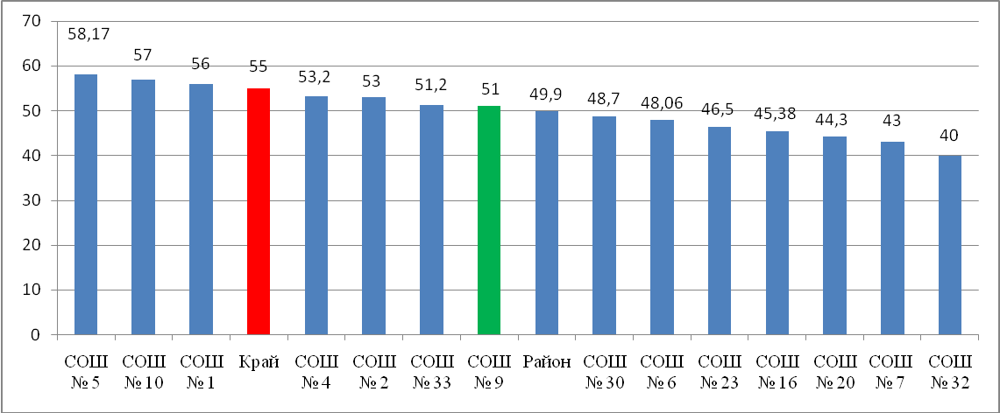 70
60
50
40
30
20
10
0
58,17
57
56
55
53,2
53
51,2
51
49,9
48,7
48,06
46,5
45,38
44,3
43
40
СОШ № 5
СОШ № 10
СОШ № 1
Край
СОШ № 4
СОШ № 2
СОШ № 33
СОШ № 9
Район
СОШ № 30
СОШ № 6
СОШ № 23
СОШ № 16
СОШ № 20
СОШ № 7
СОШ № 32